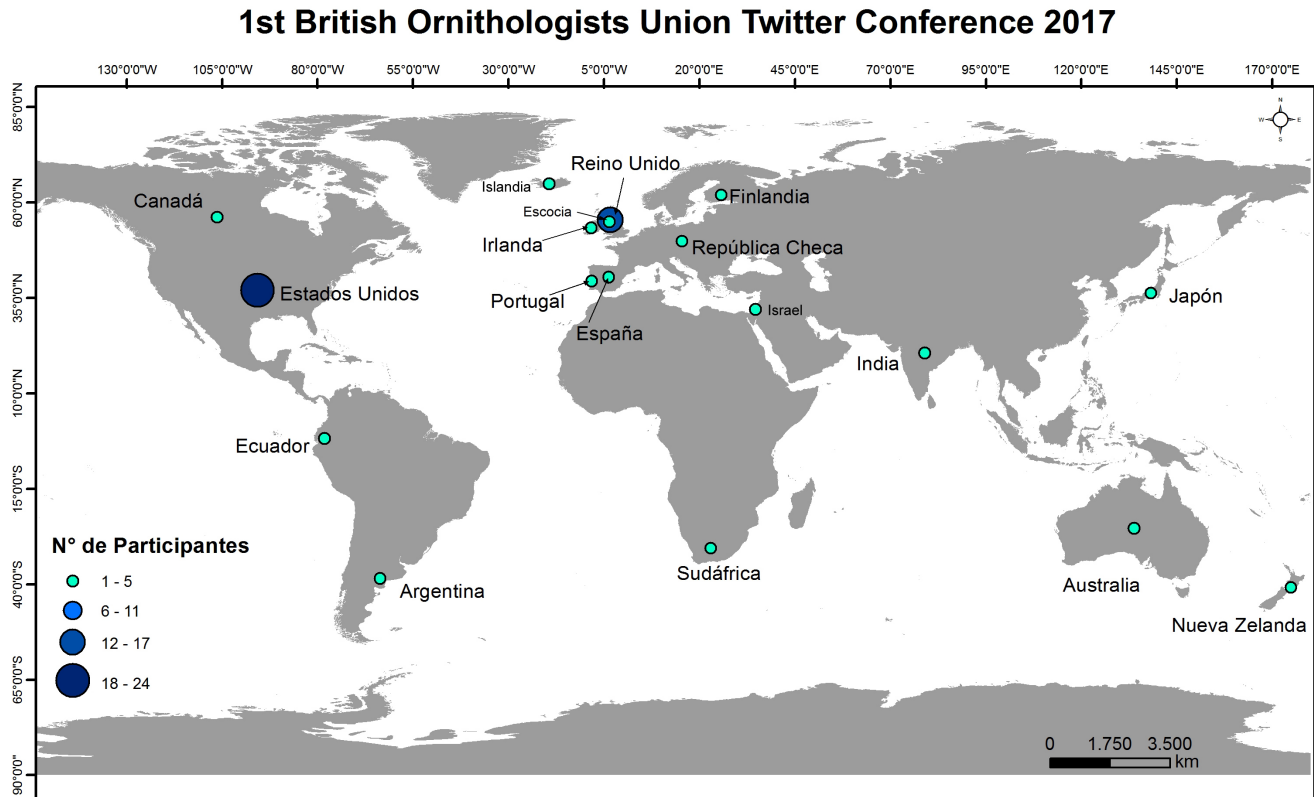 1st British Ornithologists Union Twitter Conference 2017
130°0'0"W 105°0'0"W 80°0'0"W 55°0'0"W 30°0'0"W 5°0'0"W 20°0'0"E 45°0'0"E 70°0'0"E 95°0'0"E 120°0'0"E 145°0'0"E 170°0'0"E
85°0'0"N
N
W E
S
Reino Unido
Islandia
Canadá
Finlandia
60°0'0"N
Escocia
Irlanda
República Checa
Estados Unidos
Portugal
Japón
35°0'0"N
Israel
España
India
10°0'0"N
Ecuador
15°0'0"S
N° de Participantes
1 - 5
Sudáfrica
Australia
Argentina
40°0'0"S
6 - 11
Nueva Zelanda
12 - 17
18 - 24
65°0'0"S
0 1.750 3.500
km
90°0'0"S